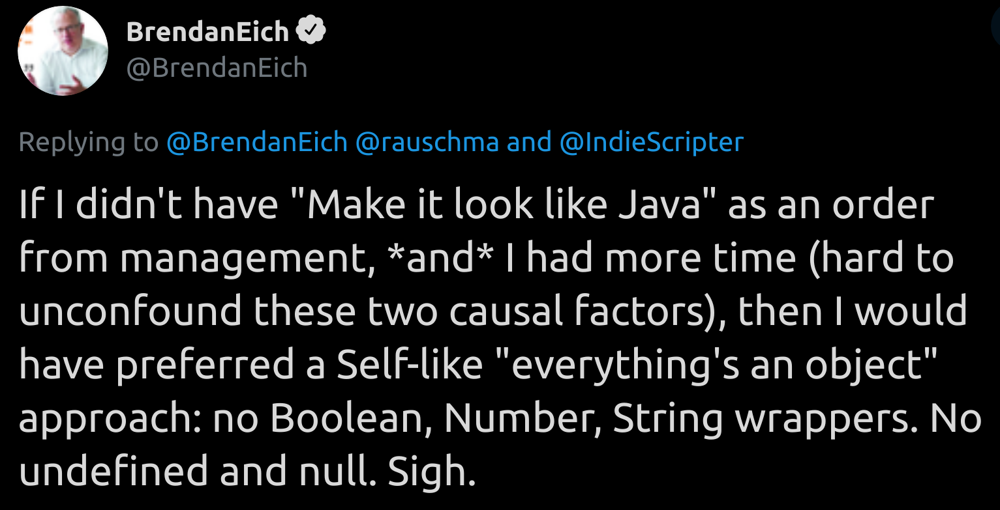 BrendanEich
@BrendanEich
Replying to @BrendanEich @rauschma and @IndieScripter
If I didn't have "Make it look like Java" as an order
from management, *and* I had more time (hard to
unconfound these two causal factors), then I would
have preferred a Self-like "everything's an object"
approach: no Boolean, Number, String wrappers. No
undefined and null. Sigh.